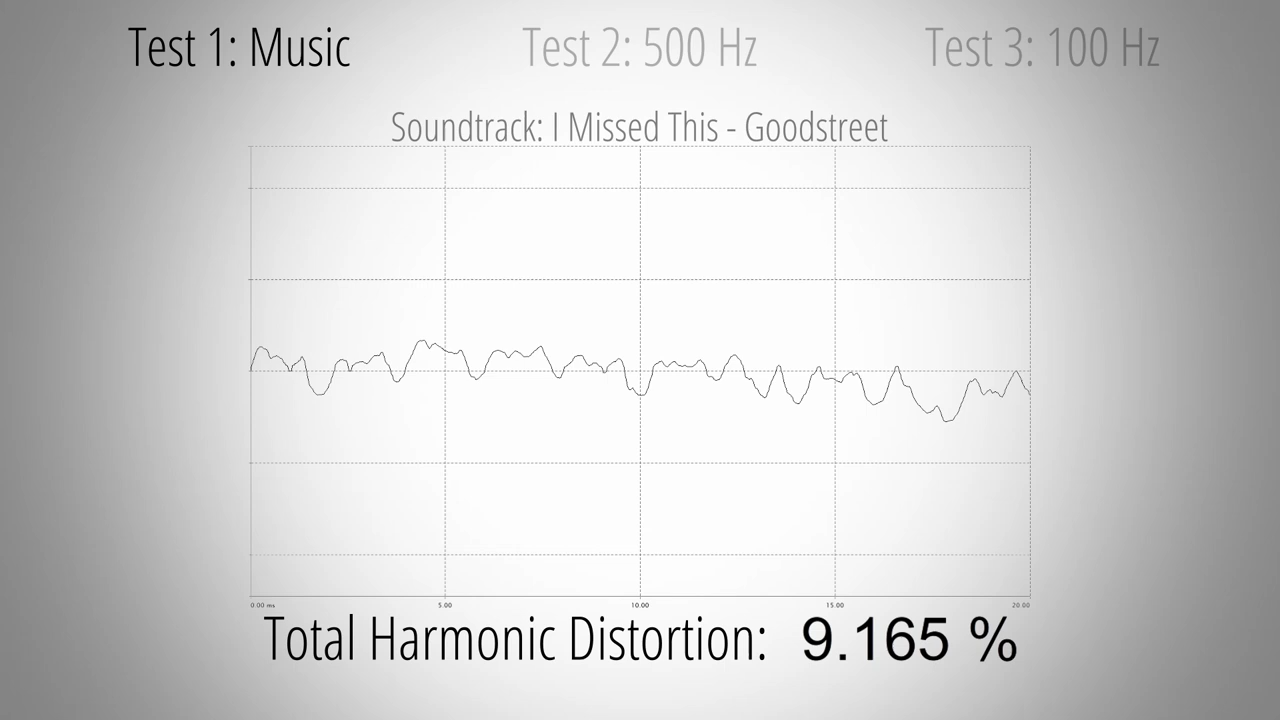 Test 1: Music
Test 2: 500 Hz
Test 3: 100 Hz
Soundtrack: I Missed This - Goodstreet
0.00 ms
5.00
10.00
15.00
20.00
Total Harmonic Distortion: 9.165 %